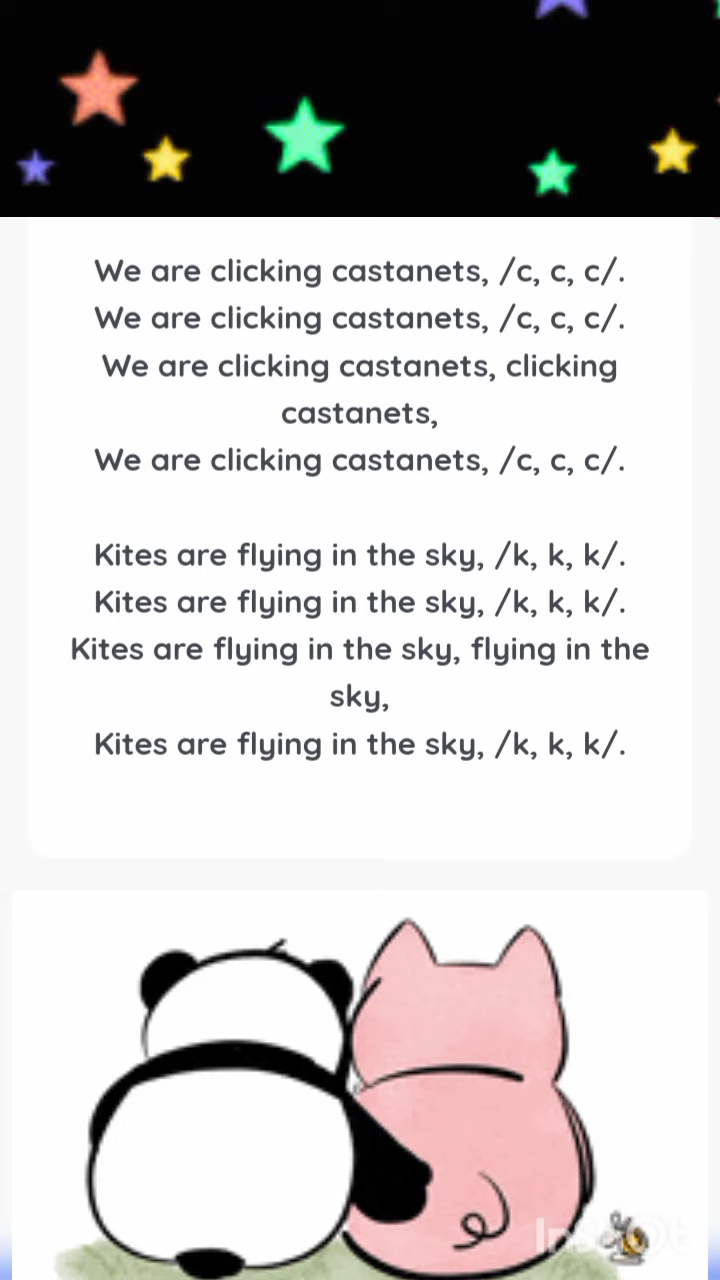 We are clicking castanets, /c, c, c/.
We are clicking castanets, /c, c, c/.
We are clicking castanets, clicking
castanets,
We are clicking castanets, /c, c, c/.
Kites are flying in the sky, /k, k, k/.
Kites are flying in the sky, /k, k, k/.
Kites are flying in the sky, flying in the
sky,
Kites are flying in the sky, /k, k, k/.